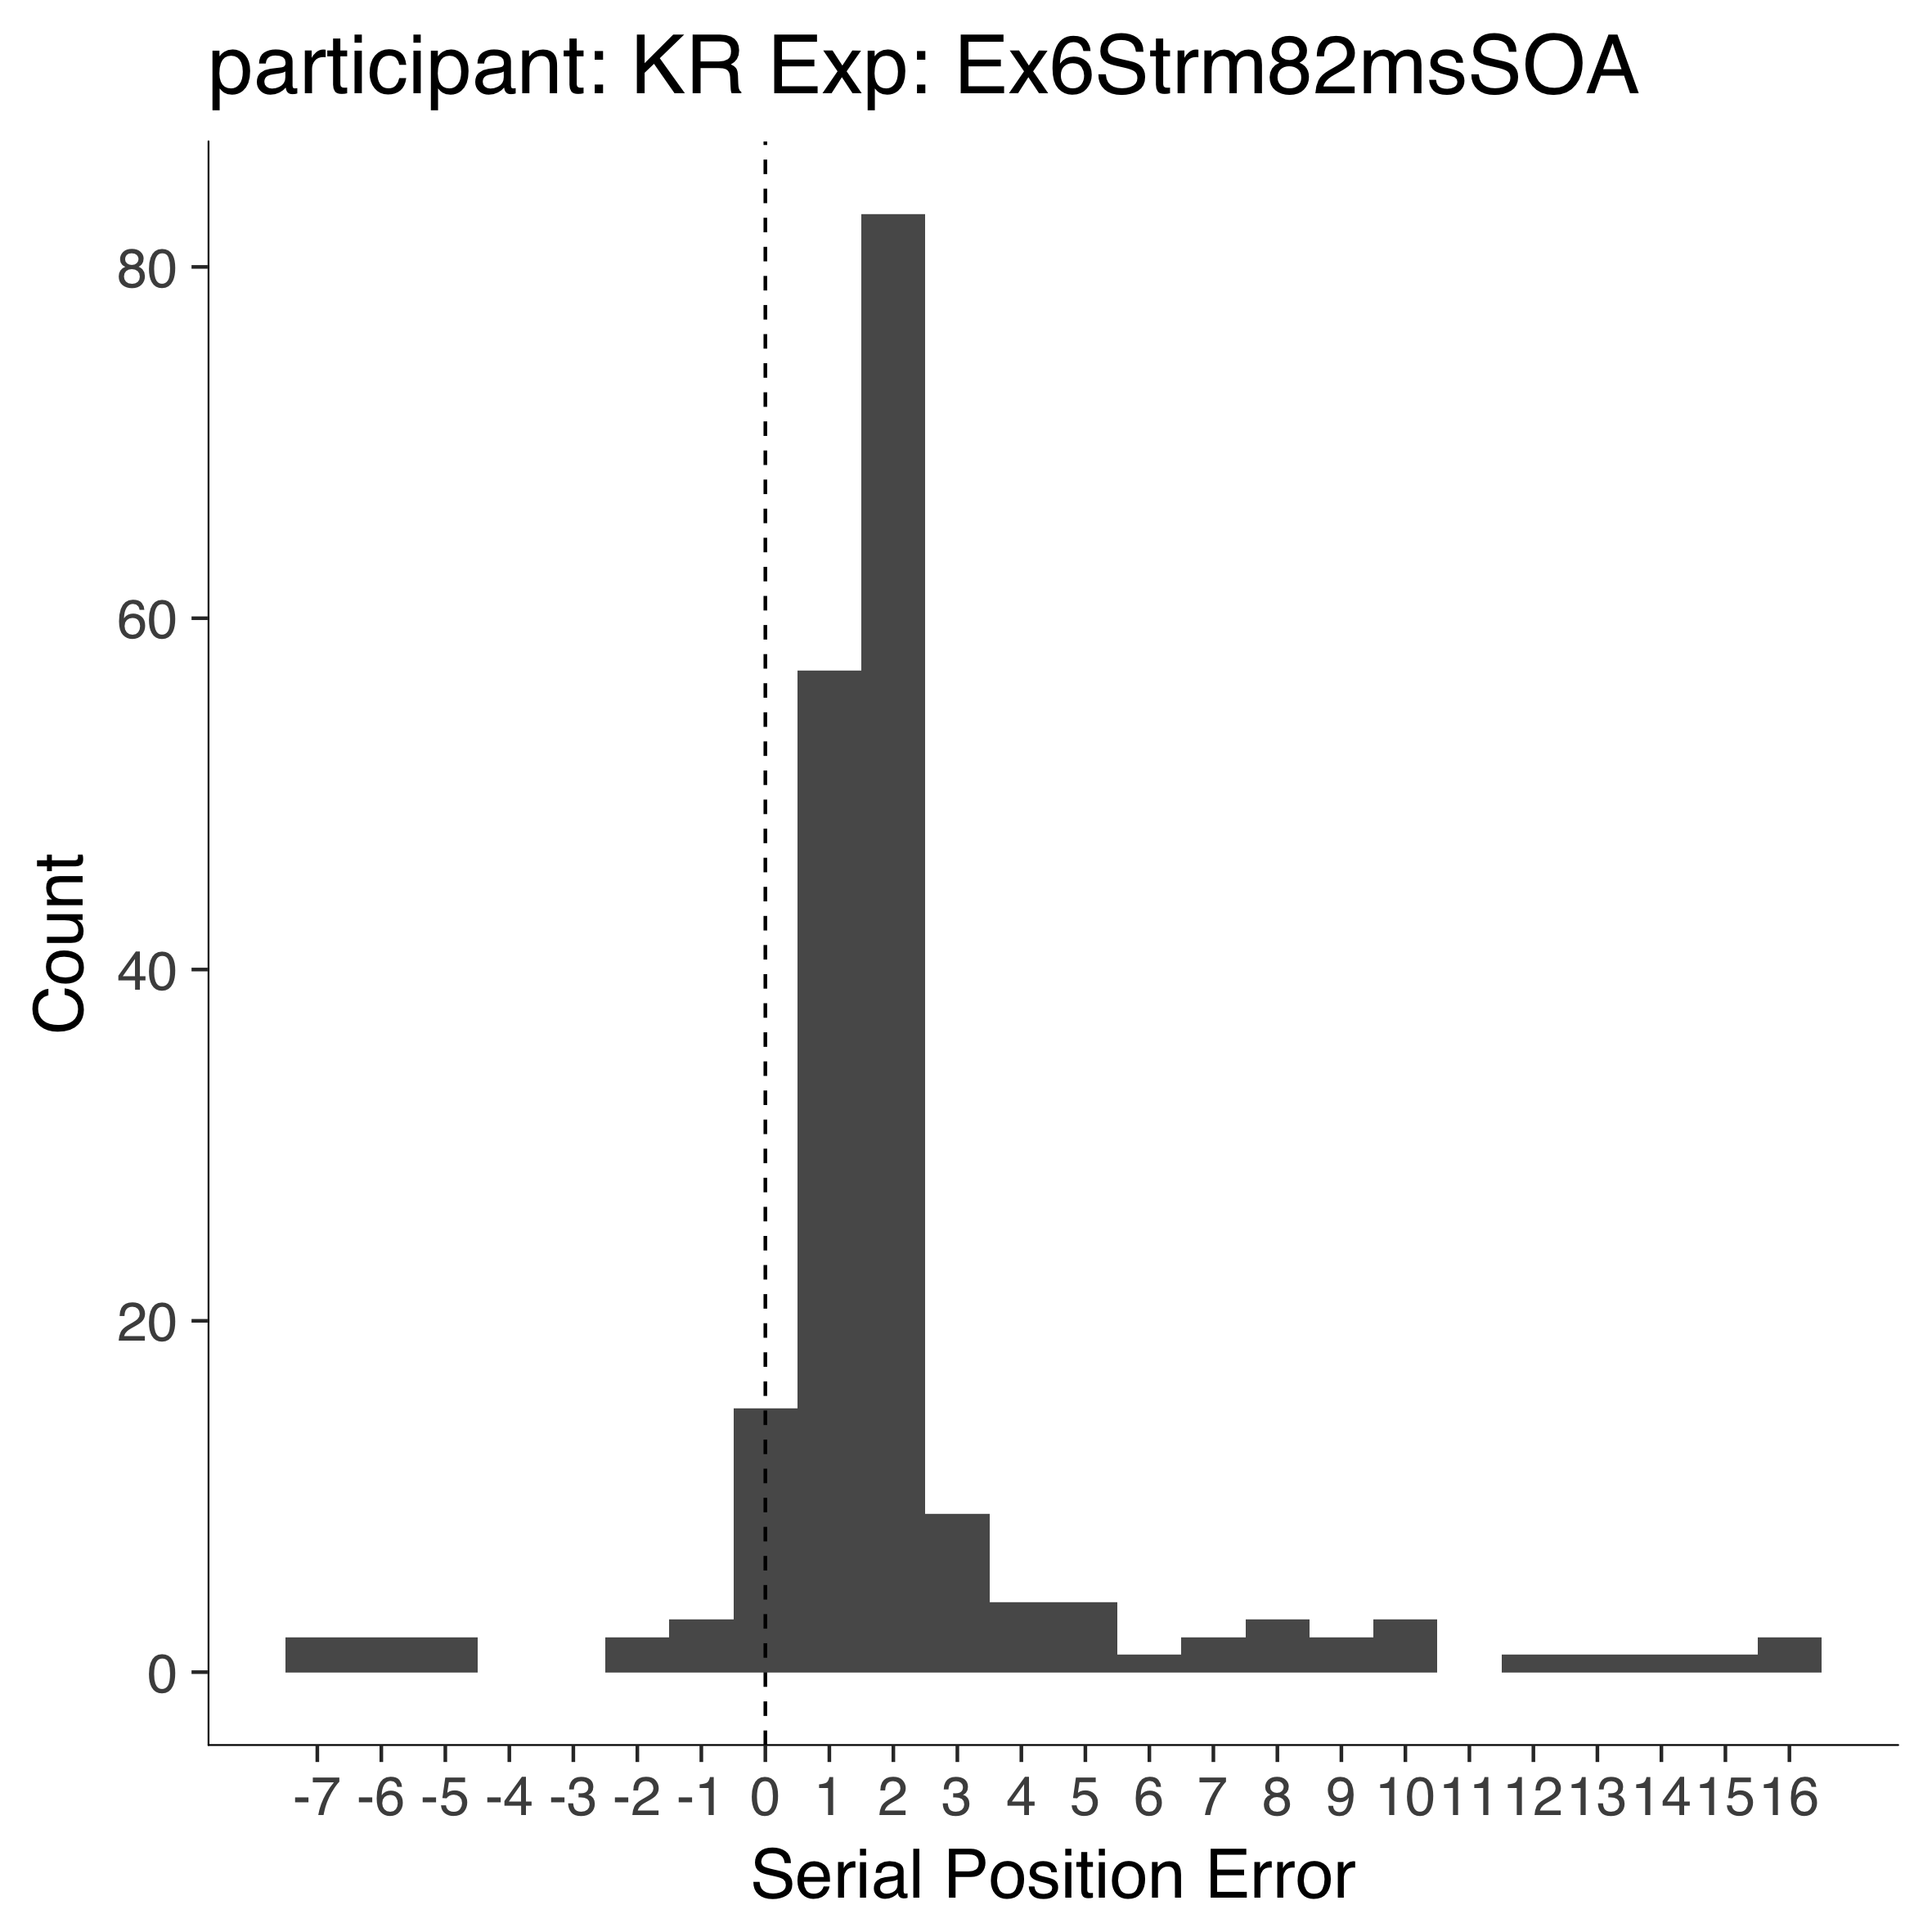 participant: KR Exp: Ex6Strm82msSOA
Count
80
60
40
20
0
-7 -6 -5 -4 -3 -2 -1 0 1 2 3 4 5 6 7 8 9 10 11 12 13 14 15 16
Serial Position Error